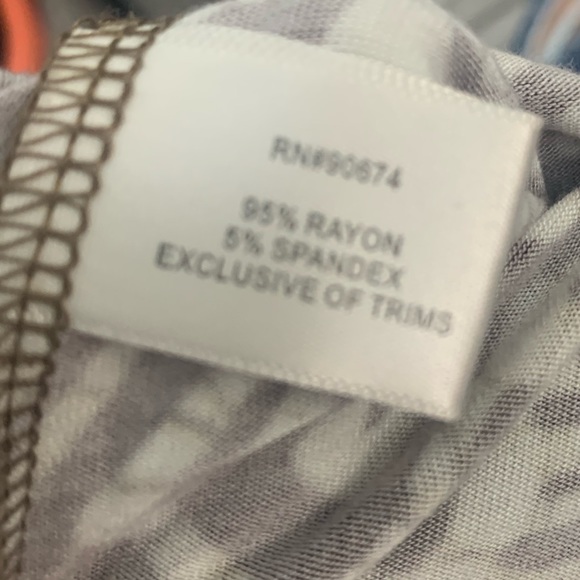 RN#90674
95% RAYON
5% SPANDEX
EXCLUSIVE OF TRIMS